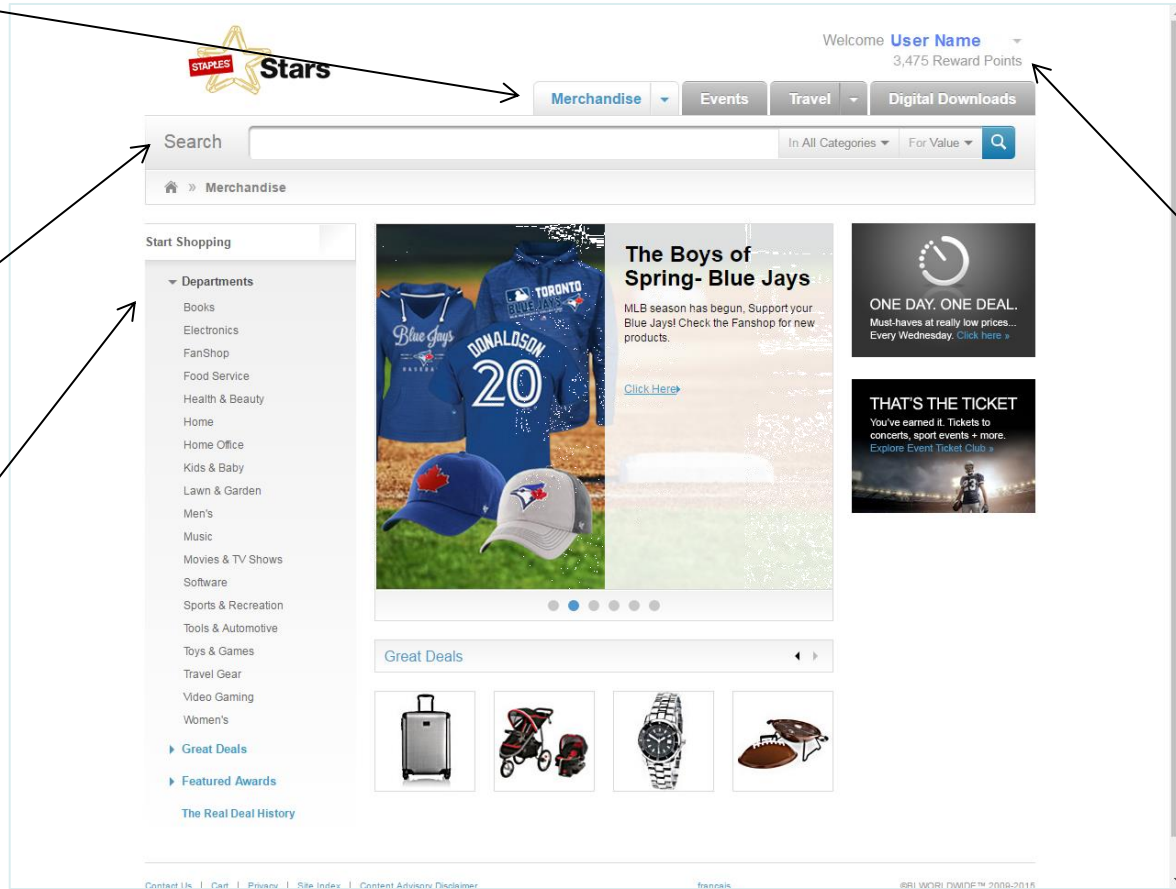 STAPLES
Stars
Welcome User Name
3,475 Reward Points
Merchandise
Events
Travel
Digital Downloads
Search
In All Categories
For Value
» Merchandise
Start Shopping
Departments
Books
Electronics
FanShop
Food Service
Health & Beauty
Home
Home Office
Kids & Baby
Lawn & Garden
Men's
Music
Movies & TV Shows
Software
Sports & Recreation
Tools & Automotive
Toys & Games
Travel Gear
Video Gaming
Women's
Great Deals
Featured Awards
The Real Deal History
TORONTO
BLUE JAYS
Blue Jays
DONALDSON
20
The Boys of
Spring- Blue Jays
MLB season has begun, Support your
Blue Jays! Check the Fanshop for new
products.
Click Here
ONE DAY. ONE DEAL.
Must-haves at really low prices...
Every Wednesday. Click here »
THAT'S THE TICKET
You've earned it. Tickets to
concerts, sport events + more.
Explore Event Ticket Club »
Great Deals
Contact Us | Cart | Privacy | Site Index | Content Advisory Disclaimer
français
©BI WORLDWIDE™ 2009-2015